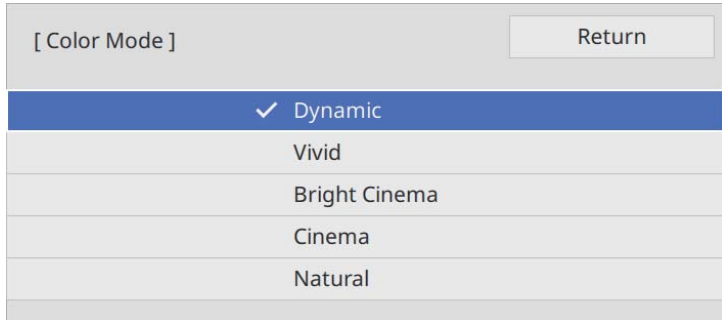 [ Color Mode ]
Return
Dynamic
Vivid
Bright Cinema
Cinema
Natural